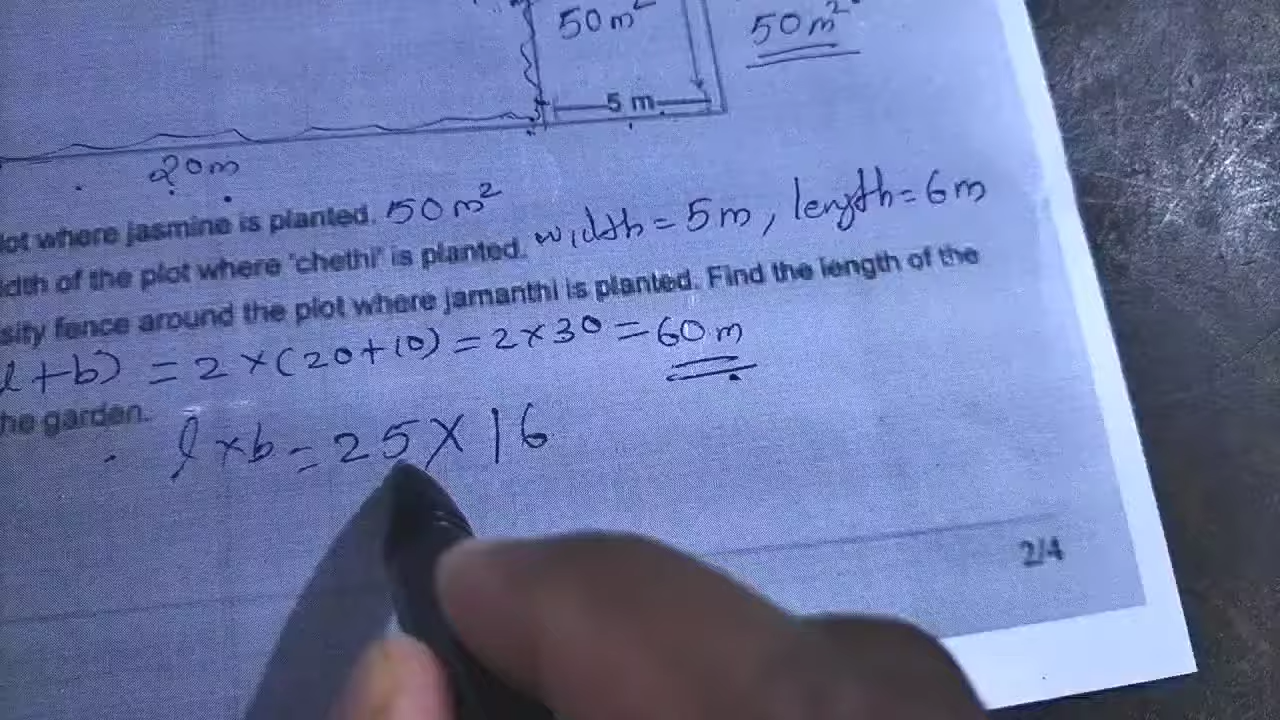 50m² 50m²
5 m
20m
lot where jasmine is planted. 50m²
idth of the plot where 'chethi' is planted. width = 5m, length = 6m
sity fence around the plot where jamanthi is planted. Find the length of the
l+b) = 2×(20+10) = 2×30 = 60m
he garden.
l×b = 25×16
2/4